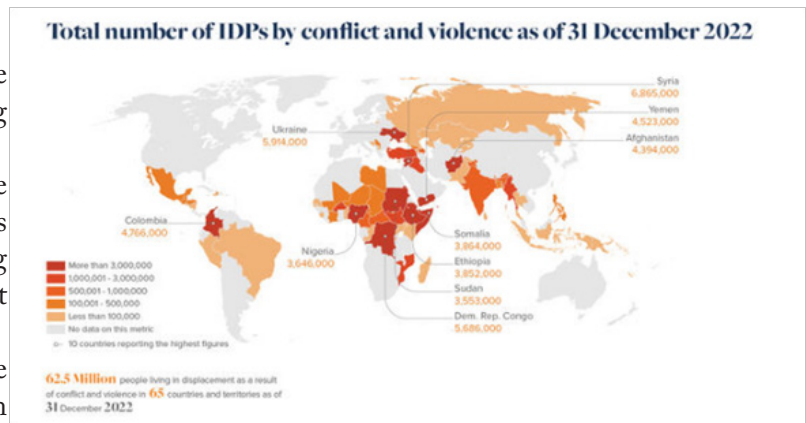 Total number of IDPs by conflict and violence as of 31 December 2022
Syria
6,865,000
Yemen
4,523,000
Afghanistan
4,394,000
Ukraine
5,914,000
Colombia
4,766,000
Nigeria
3,646,000
Somalia
3,864,000
Ethiopia
3,852,000
Sudan
3,553,000
Dem. Rep. Congo
5,686,000
More than 3,000,000
1,000,001 - 3,000,000
500,001 - 1,000,000
100,001 - 500,000
Less than 100,000
No data on this metric
10 countries reporting the highest figures
62.5 Million people living in displacement as a result
of conflict and violence in 65 countries and territories as of
31 December 2022